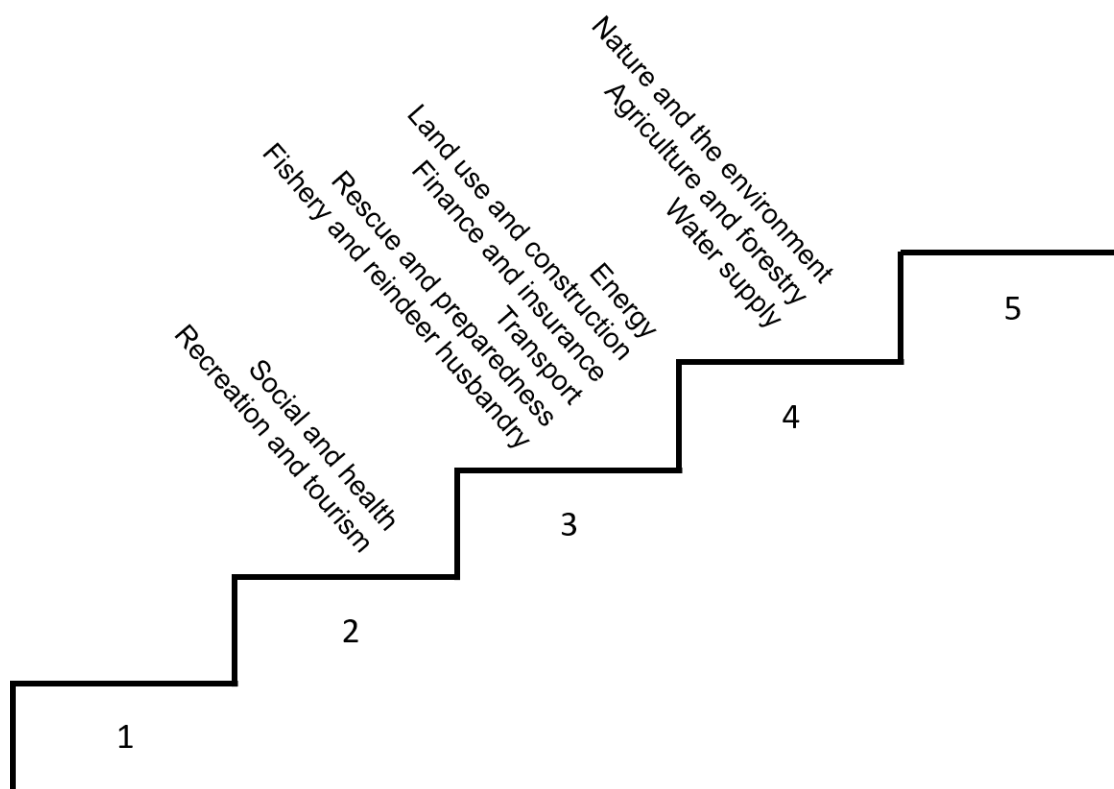 Nature and the environment
Agriculture and forestry
Water supply
Land use and construction
Finance and insurance
Energy
Transport
Rescue and preparedness
Fishery and reindeer husbandry
Social and health
Recreation and tourism
5
4
3
2
1